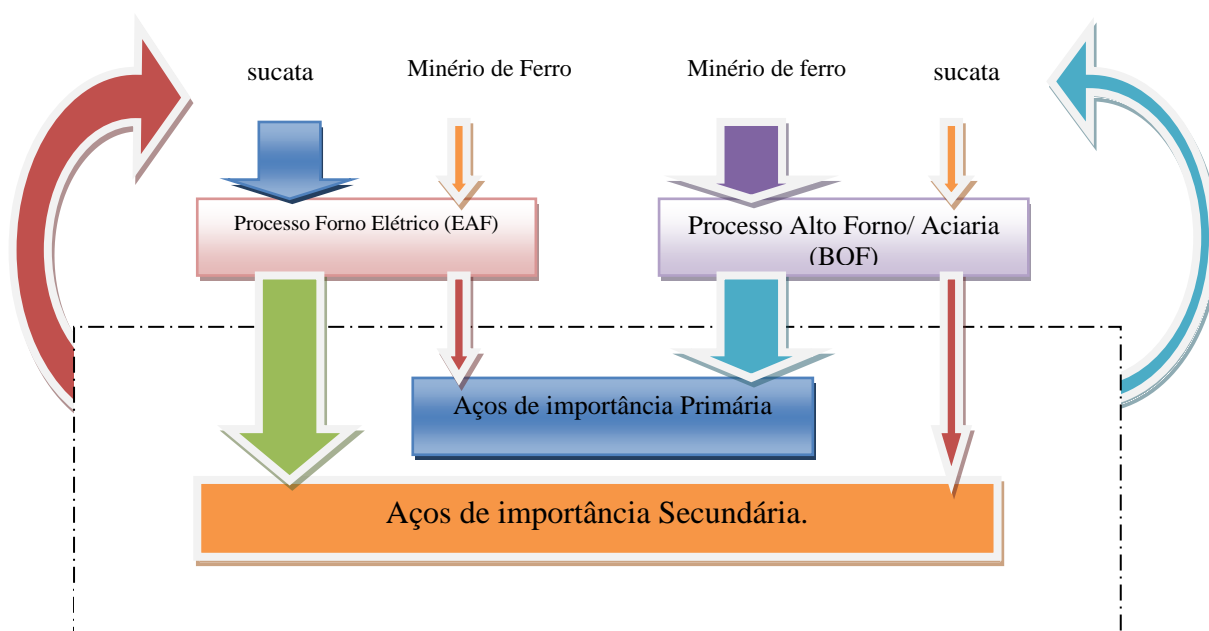 sucata
Minério de Ferro
Minério de ferro
sucata
Processo Forno Elétrico (EAF)
Processo Alto Forno/ Aciaria
(BOF)
Aços de importância Primária
Aços de importância Secundária.